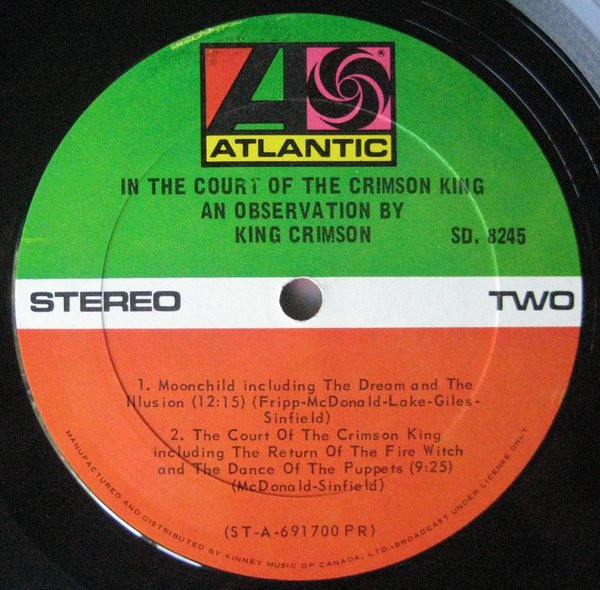 ATLANTIC
IN THE COURT OF THE CRIMSON KING
AN OBSERVATION BY
KING CRIMSON
SD. 8245
STEREO
TWO
1. Moonchild including The Dream and The
Illusion (12:15) (Fripp-McDonald-Lake-Giles-
Sinfield)
2. The Court Of The Crimson King
including The Return Of The Fire Witch
and The Dance Of The Puppets (9:25)
(McDonald-Sinfield)
(ST-A-691700 PR)
MANUFACTURED AND DISTRIBUTED BY KINNEY MUSIC OF CANADA, LTD.-BROADCAST UNDER LICENSE ONLY.